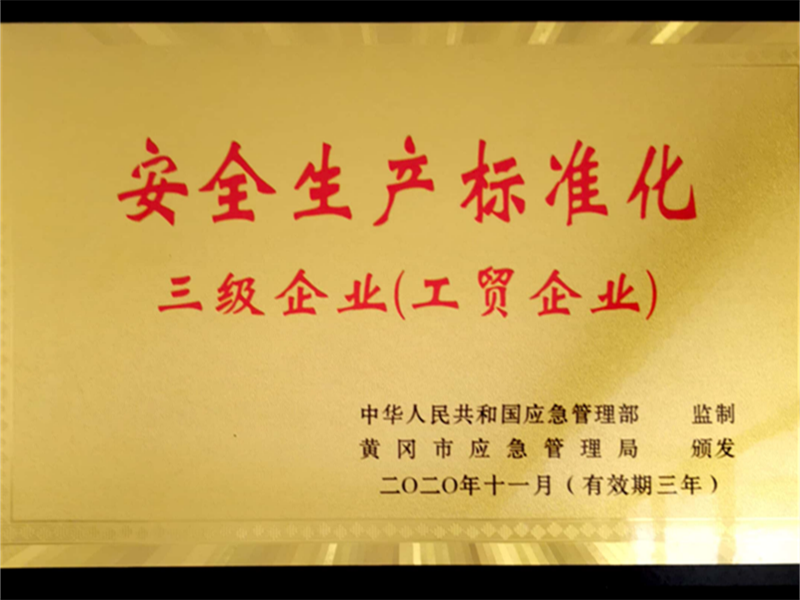 安全生产标准化
三级企业(工贸企业)
中华人民共和国应急管理部 监制
黄冈市应急管理局 颁发
二〇二〇年十一月(有效期三年)